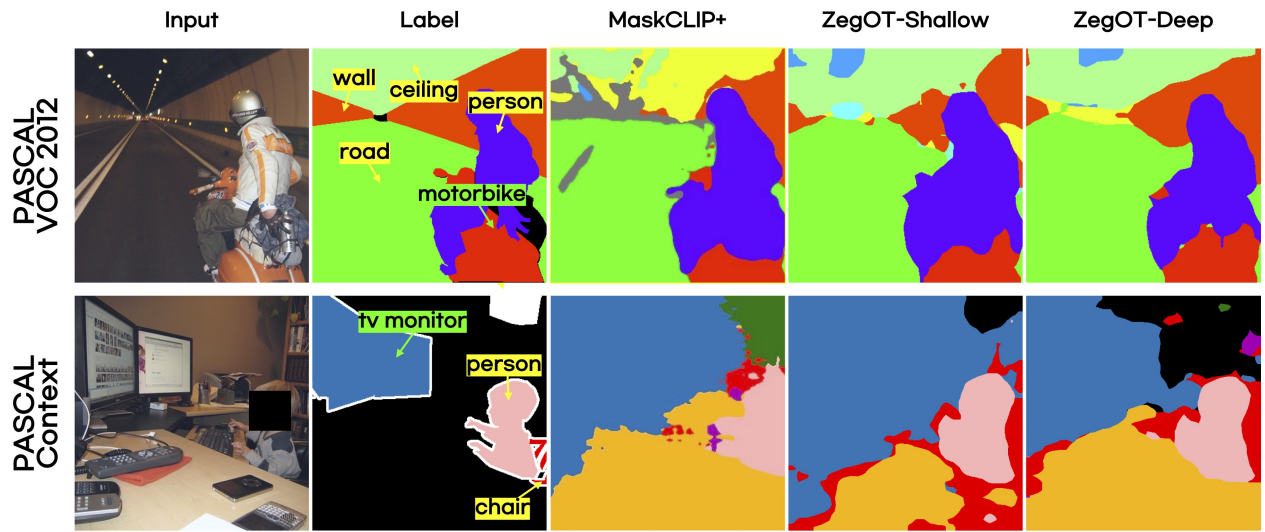 Input
Label
MaskCLIP+
ZegOT-Shallow
ZegOT-Deep
PASCAL
VOC 2012
wall
ceiling
person
road
motorbike
PASCAL
Context
tv monitor
person
chair